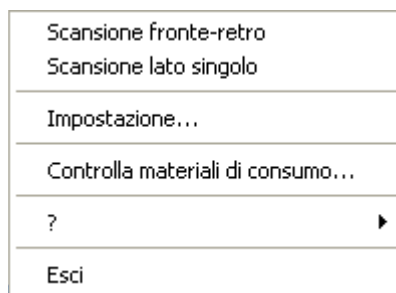 Scansione fronte-retro
Scansione lato singolo
Impostazione...
Controlla materiali di consumo...
?
Esci